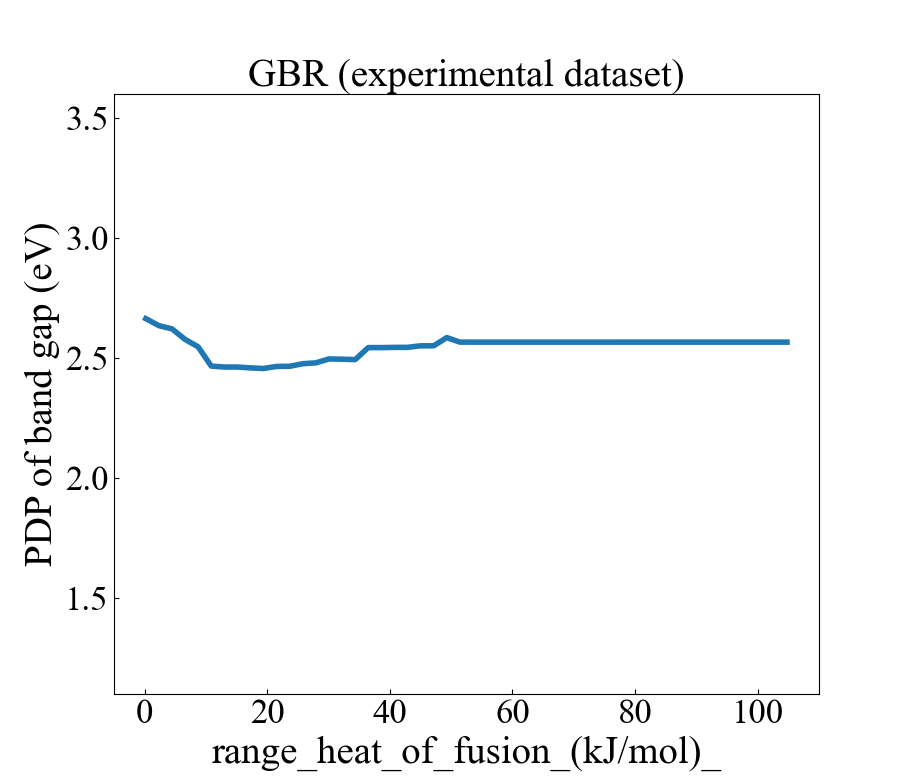 GBR (experimental dataset)
PDP of band gap (eV)
3.5
3.0
2.5
2.0
1.5
0 20 40 60 80 100
range_heat_of_fusion_(kJ/mol)_